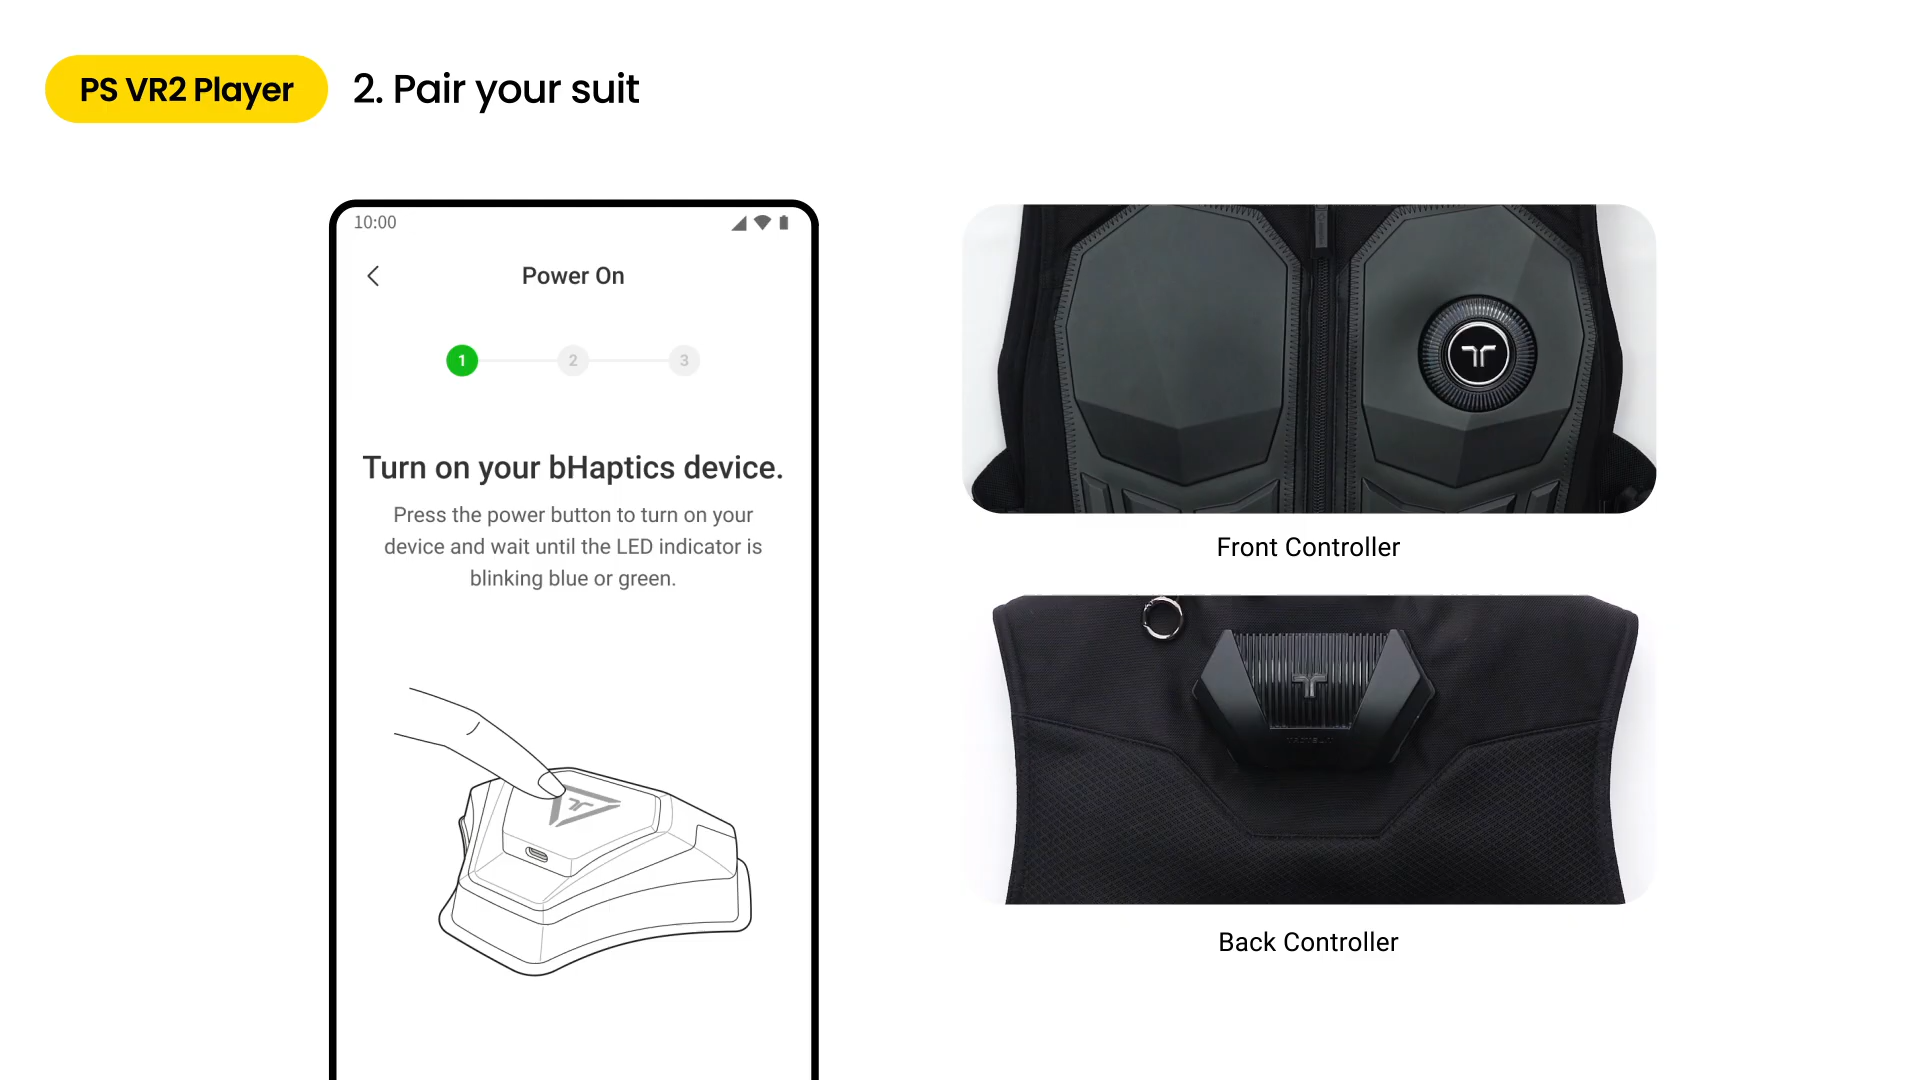 PS VR2 Player
2. Pair your suit
10:00
Power On
1
2
3
Turn on your bHaptics device.
Press the power button to turn on your
device and wait until the LED indicator is
blinking blue or green.
Front Controller
Back Controller